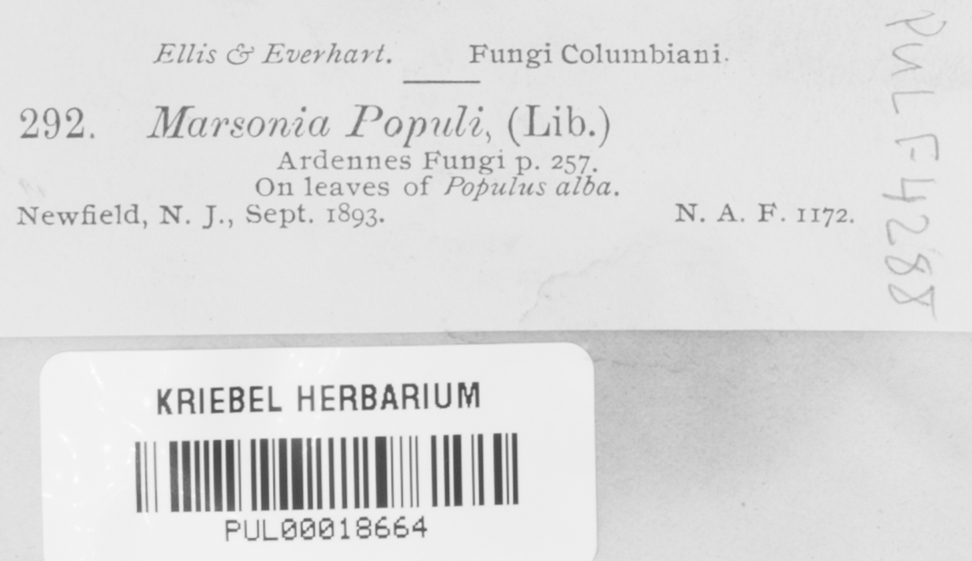 Ellis & Everhart. Fungi Columbiani.
292. Marsonia Populi, (Lib.)
Ardennes Fungi p. 257.
On leaves of Populus alba.
Newfield, N. J., Sept. 1893. N. A. F. 1172.
PUL F4288
KRIEBEL HERBARIUM
PUL00018664